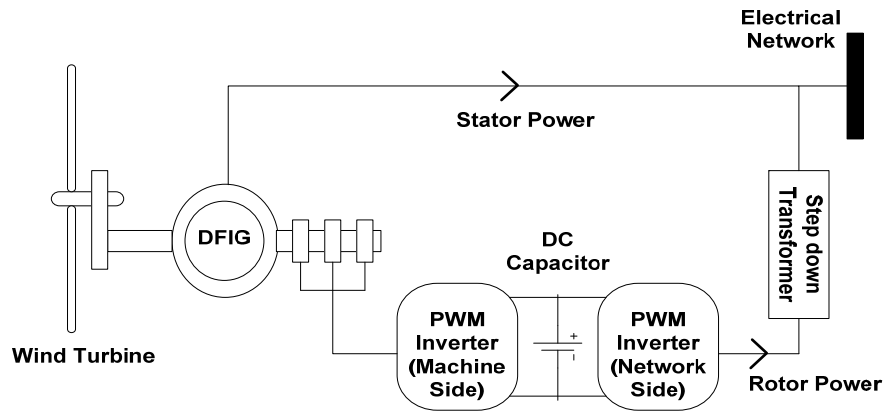 Electrical
Network
Stator Power
Step down
Transformer
DFIG
DC
Capacitor
PWM
Inverter
(Machine
Side)
+
-
PWM
Inverter
(Network
Side)
Wind Turbine
Rotor Power